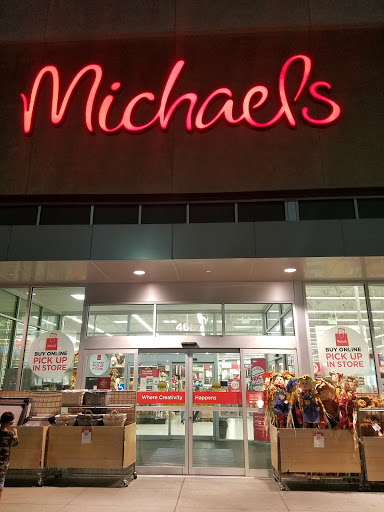 Michaels
BUY ONLINE
PICK UP
IN STORE
BUY ONLINE
PICK UP
IN STORE
Where Creativity Happens